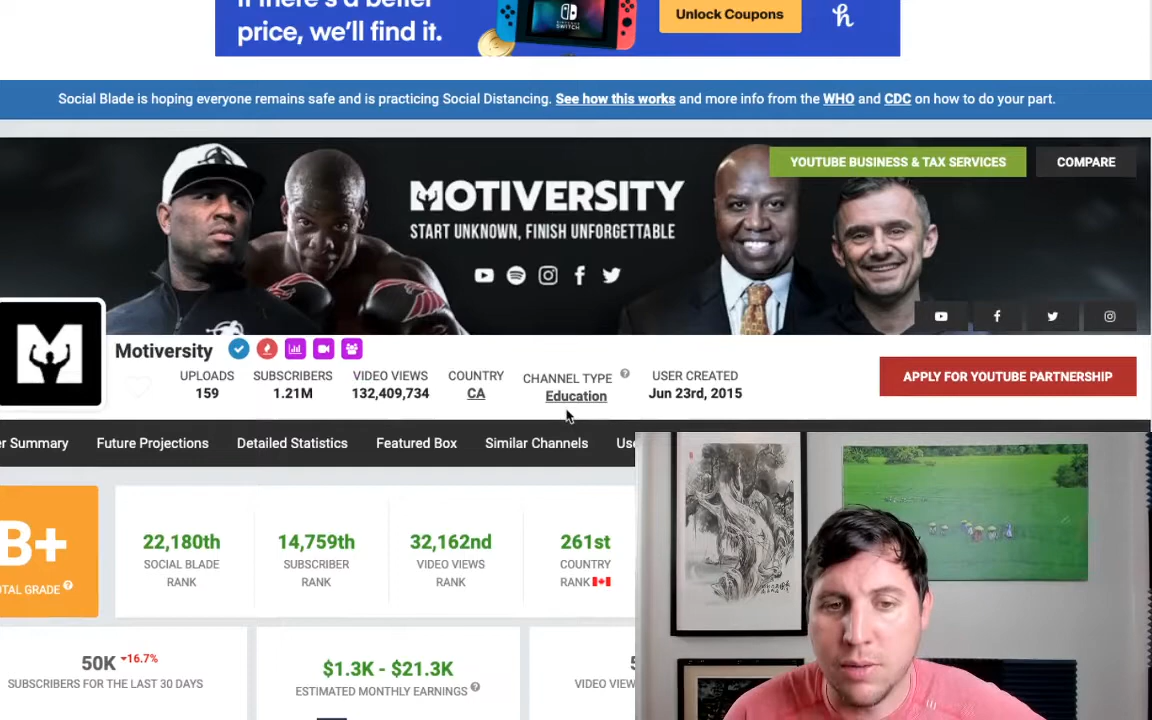 If there's a better
price, we'll find it.
Unlock Coupons
h
Social Blade is hoping everyone remains safe and is practicing Social Distancing. See how this works and more info from the WHO and CDC on how to do your part.
YOUTUBE BUSINESS & TAX SERVICES
COMPARE
MOTIVERSITY
START UNKNOWN, FINISH UNFORGETTABLE
Motiversity
UPLOADS
159
SUBSCRIBERS
1.21M
VIDEO VIEWS
132,409,734
COUNTRY
CA
CHANNEL TYPE
Education
USER CREATED
Jun 23rd, 2015
APPLY FOR YOUTUBE PARTNERSHIP
er Summary
Future Projections
Detailed Statistics
Featured Box
Similar Channels
Use
B+
OTAL GRADE
22,180th
SOCIAL BLADE
RANK
14,759th
SUBSCRIBER
RANK
32,162nd
VIDEO VIEWS
RANK
261st
COUNTRY
RANK
50K -16.7%
SUBSCRIBERS FOR THE LAST 30 DAYS
$1.3K - $21.3K
ESTIMATED MONTHLY EARNINGS
VIDEO VIEW